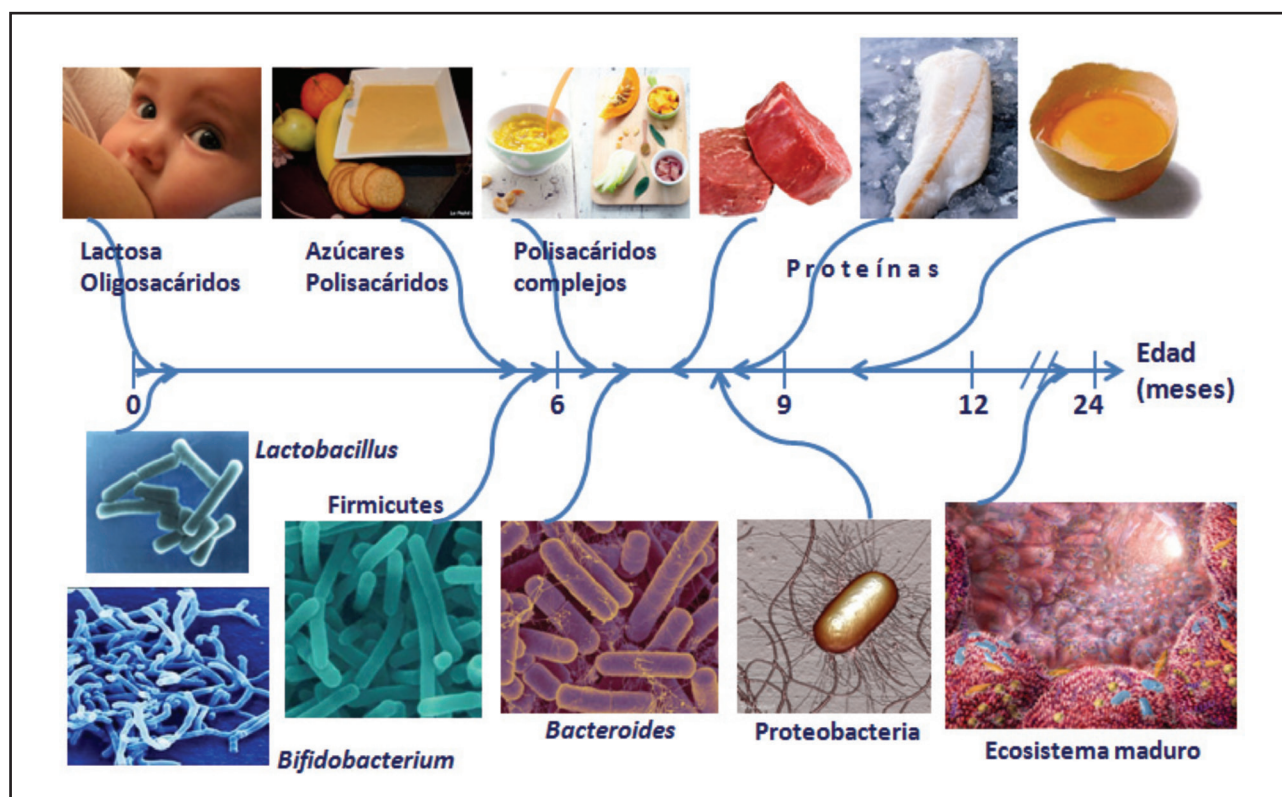 Lactosa
Oligosacáridos
Azúcares
Polisacáridos
Polisacáridos
complejos
Proteínas
Edad
(meses)
0
6
9
12
24
Lactobacillus
Firmicutes
Bifidobacterium
Bacteroides
Proteobacteria
Ecosistema maduro